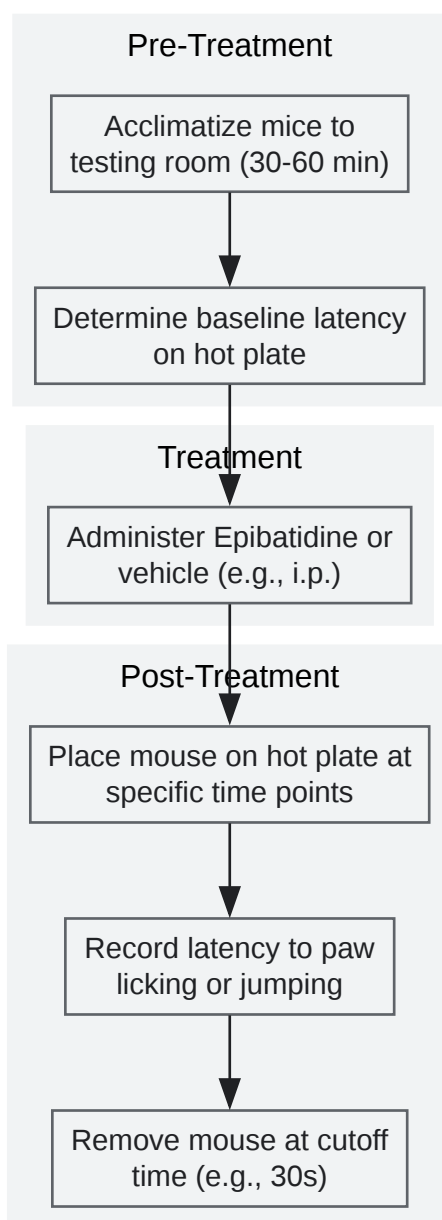 Pre-Treatment
Acclimatize mice to
testing room (30-60 min)
Determine baseline latency
on hot plate
Treatment
Administer Epibatidine or
vehicle (e.g., i.p.)
Post-Treatment
Place mouse on hot plate at
specific time points
Record latency to paw
licking or jumping
Remove mouse at cutoff
time (e.g., 30s)